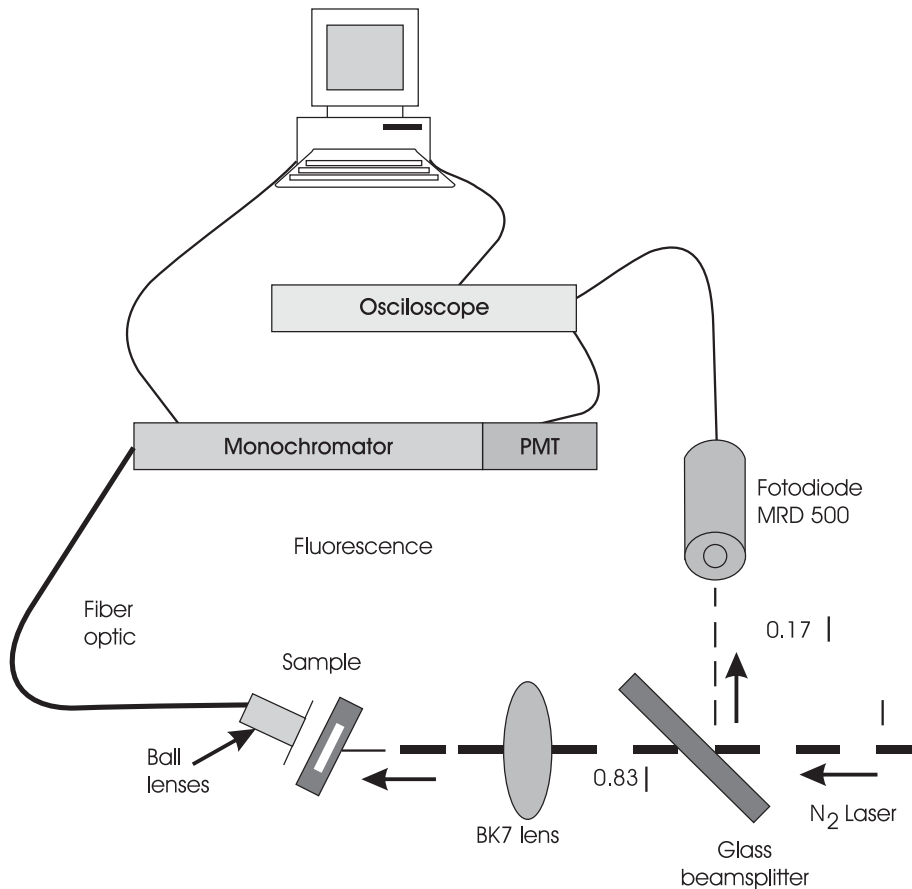 Osciloscope
Monochromator
PMT
Fotodiode
MRD 500
Fluorescence
Fiber
optic
0.17 |
Sample
Ball
lenses
0.83 |
BK7 lens
|
N₂ Laser
Glass
beamsplitter